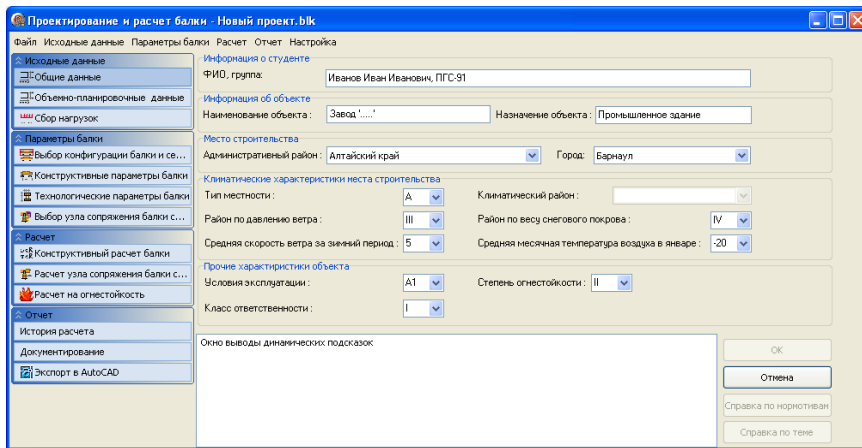 Проектирование и расчет балки - Новый проект.blk
Файл Исходные данные Параметры балки Расчет Отчет Настройка
Исходные данные
Общие данные
Объемно-планировочные данные
Сбор нагрузок
Параметры балки
Выбор конфигурации балки и се...
Конструктивные параметры балки
Технологические параметры балки
Выбор узла сопряжения балки с...
Расчет
Конструктивный расчет балки
Расчет узла сопряжения балки с...
Расчет на огнестойкость
Отчет
История расчета
Документирование
Экспорт в AutoCAD
Информация о студенте
ФИО, группа: Иванов Иван Иванович, ПГС-91
Информация об объекте
Наименование объекта : Завод '.....' Назначение объекта : Промышленное здание
Место строительства
Административный район : Алтайский край Город: Барнаул
Климатические характеристики места строительства
Тип местности : А Климатический район :
Район по давлению ветра : III Район по весу снегового покрова : IV
Средняя скорость ветра за зимний период : 5 Средняя месячная температура воздуха в январе : -20
Прочие характиристики объекта
Условия эксплуатации : А1 Степень огнестойкости : II
Класс ответственности : I
Окно выводы динамических подсказок
ОК
Отмена
Справка по нормотиван
Справка по теме